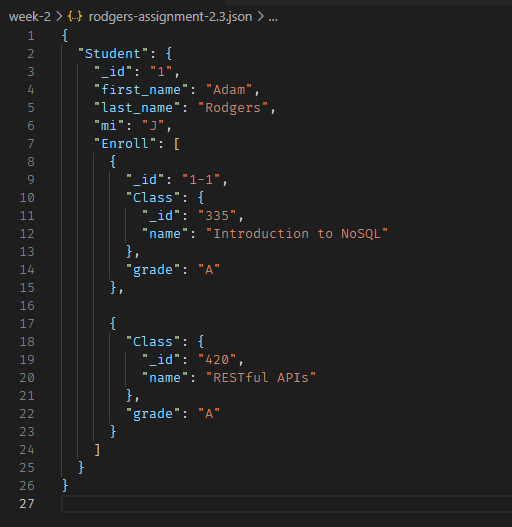 week-2 > {..} rodgers-assignment-2.3.json > ...
1 {
2   "Student": {
3     "_id": "1",
4     "first_name": "Adam",
5     "last_name": "Rodgers",
6     "mi": "J",
7     "Enroll": [
8       {
9         "_id": "1-1",
10         "Class": {
11           "_id": "335",
12           "name": "Introduction to NoSQL"
13         },
14         "grade": "A"
15       },
16
17       {
18         "Class": {
19           "_id": "420",
20           "name": "RESTful APIs"
21         },
22         "grade": "A"
23       }
24     ]
25   }
26 }
27